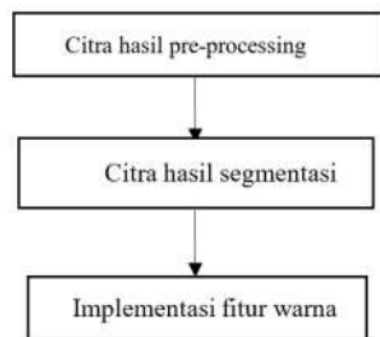 Citra hasil pre-processing
Citra hasil segmentasi
Implementasi fitur warna